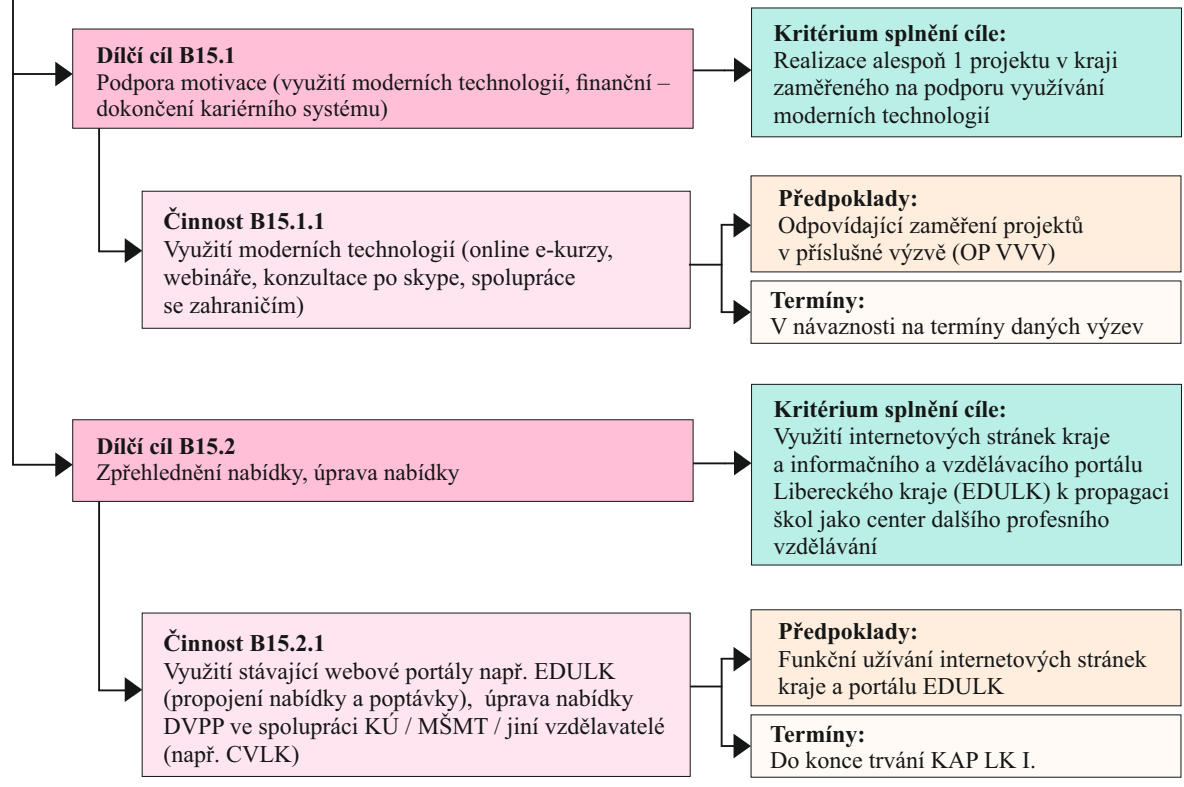 Dílčí cíl B15.1
Podpora motivace (využití moderních technologií, finanční –
dokončení kariérního systému)
Kritérium splnění cíle:
Realizace alespoň 1 projektu v kraji
zaměřeného na podporu využívání
moderních technologií
Činnost B15.1.1
Využití moderních technologií (online e-kurzy,
webináře, konzultace po skype, spolupráce
se zahraničím)
Předpoklady:
Odpovídající zaměření projektů
v příslušné výzvě (OP VVV)
Termíny:
V návaznosti na termíny daných výzev
Dílčí cíl B15.2
Zpřehlednění nabídky, úprava nabídky
Kritérium splnění cíle:
Využití internetových stránek kraje
a informačního a vzdělávacího portálu
Libereckého kraje (EDULK) k propagaci
škol jako center dalšího profesního
vzdělávání
Činnost B15.2.1
Využití stávající webové portály např. EDULK
(propojení nabídky a poptávky),  úprava nabídky
DVPP ve spolupráci KÚ / MŠMT / jiní vzdělavatelé
(např. CVLK)
Předpoklady:
Funkční užívání internetových stránek
kraje a portálu EDULK
Termíny:
Do konce trvání KAP LK I.